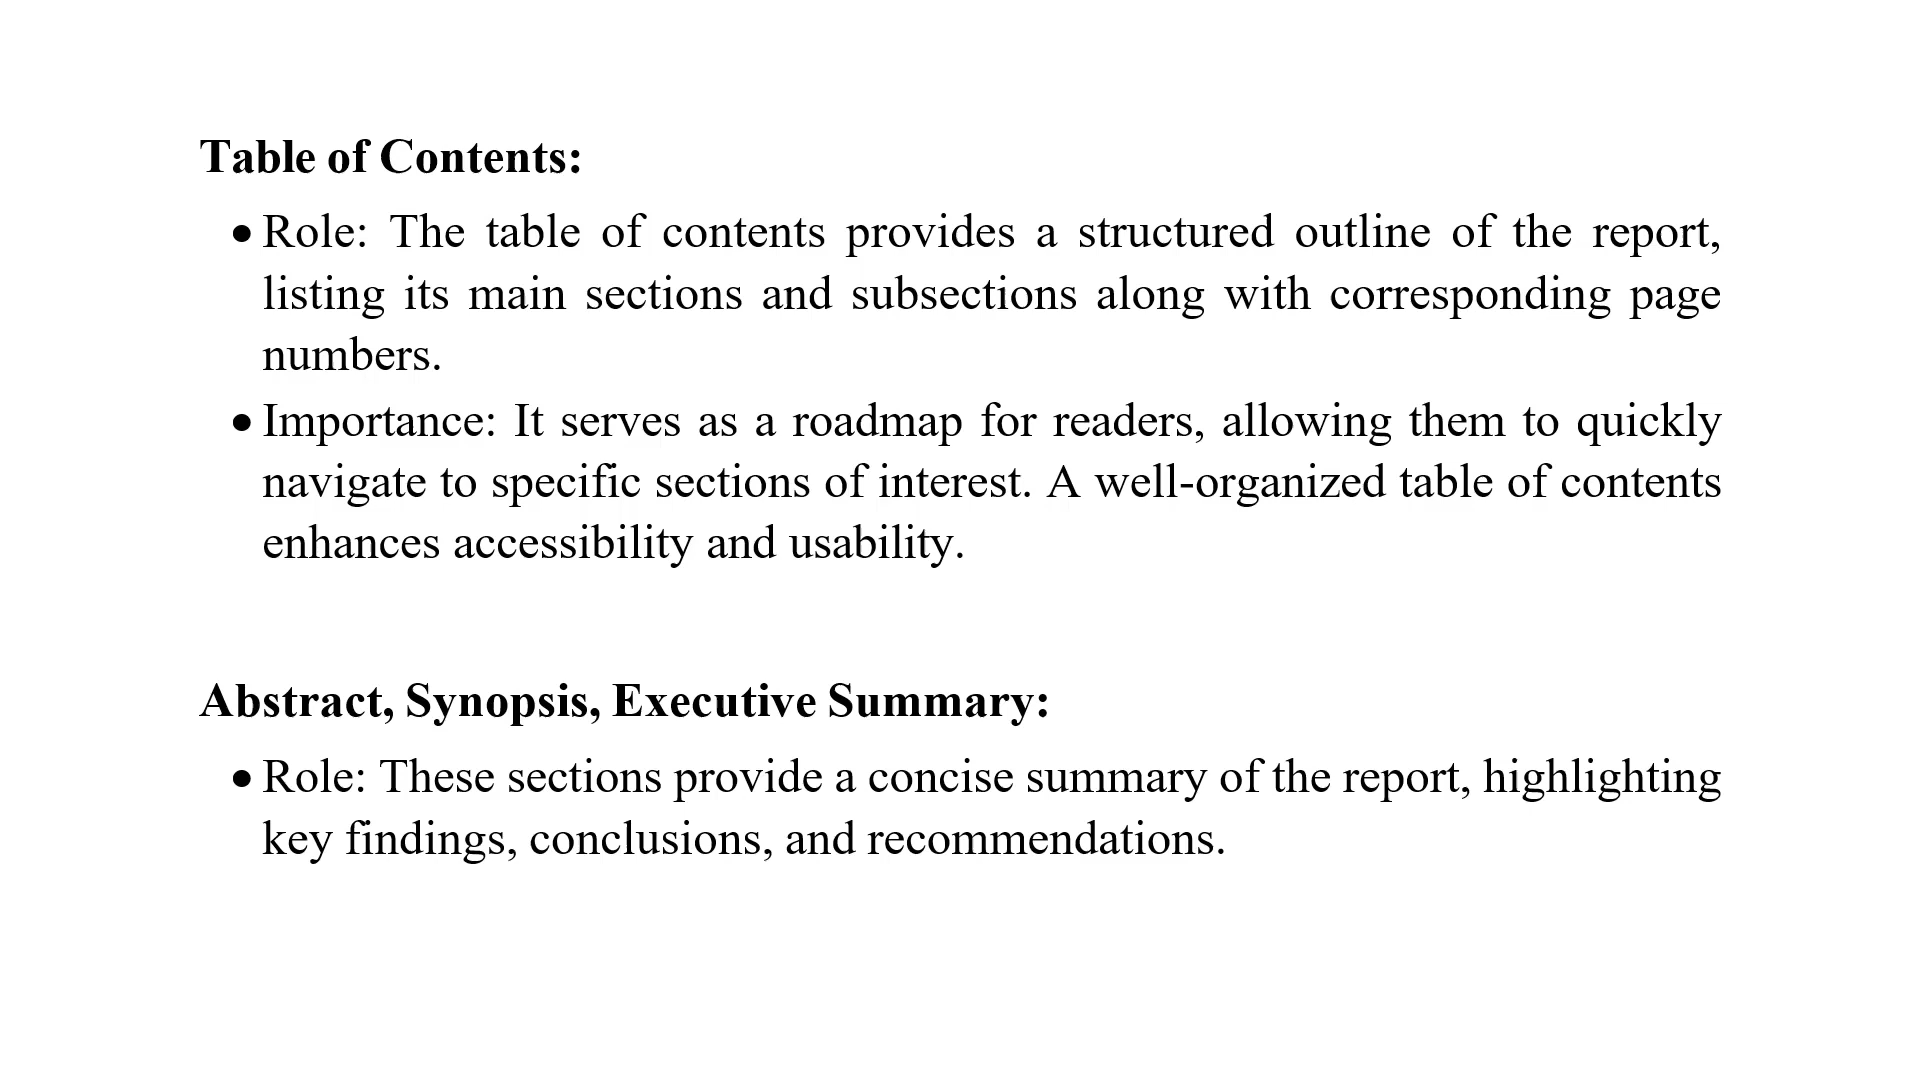 Table of Contents:
• Role: The table of contents provides a structured outline of the report,
listing its main sections and subsections along with corresponding page
numbers.
• Importance: It serves as a roadmap for readers, allowing them to quickly
navigate to specific sections of interest. A well-organized table of contents
enhances accessibility and usability.
Abstract, Synopsis, Executive Summary:
• Role: These sections provide a concise summary of the report, highlighting
key findings, conclusions, and recommendations.